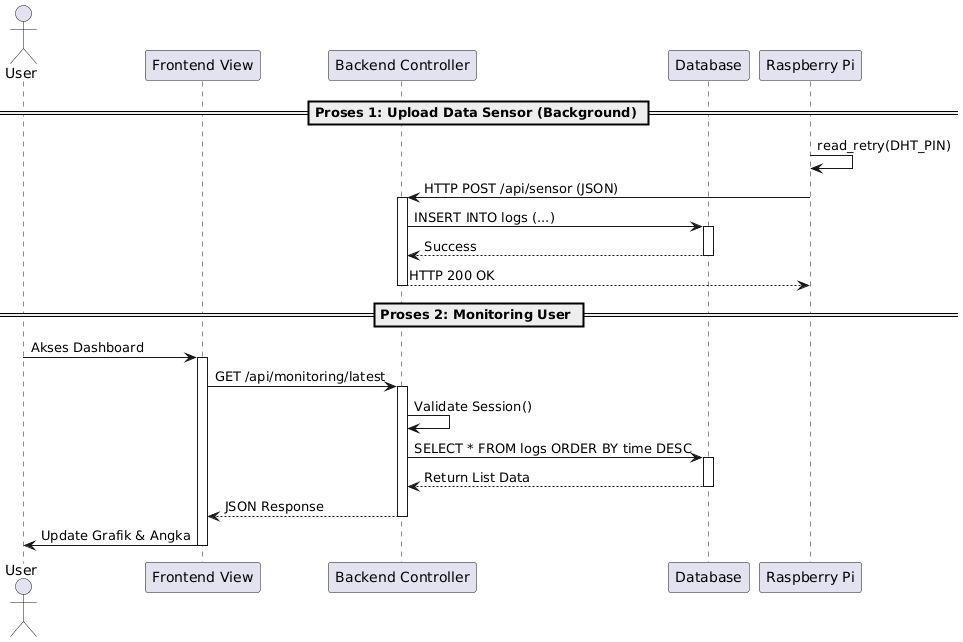 User
Frontend View
Backend Controller
Database
Raspberry Pi
Proses 1: Upload Data Sensor (Background)
read_retry(DHT_PIN)
HTTP POST /api/sensor (JSON)
INSERT INTO logs (...)
Success
HTTP 200 OK
Proses 2: Monitoring User
Akses Dashboard
GET /api/monitoring/latest
Validate Session()
SELECT * FROM logs ORDER BY time DESC
Return List Data
JSON Response
Update Grafik & Angka
User
Frontend View
Backend Controller
Database
Raspberry Pi